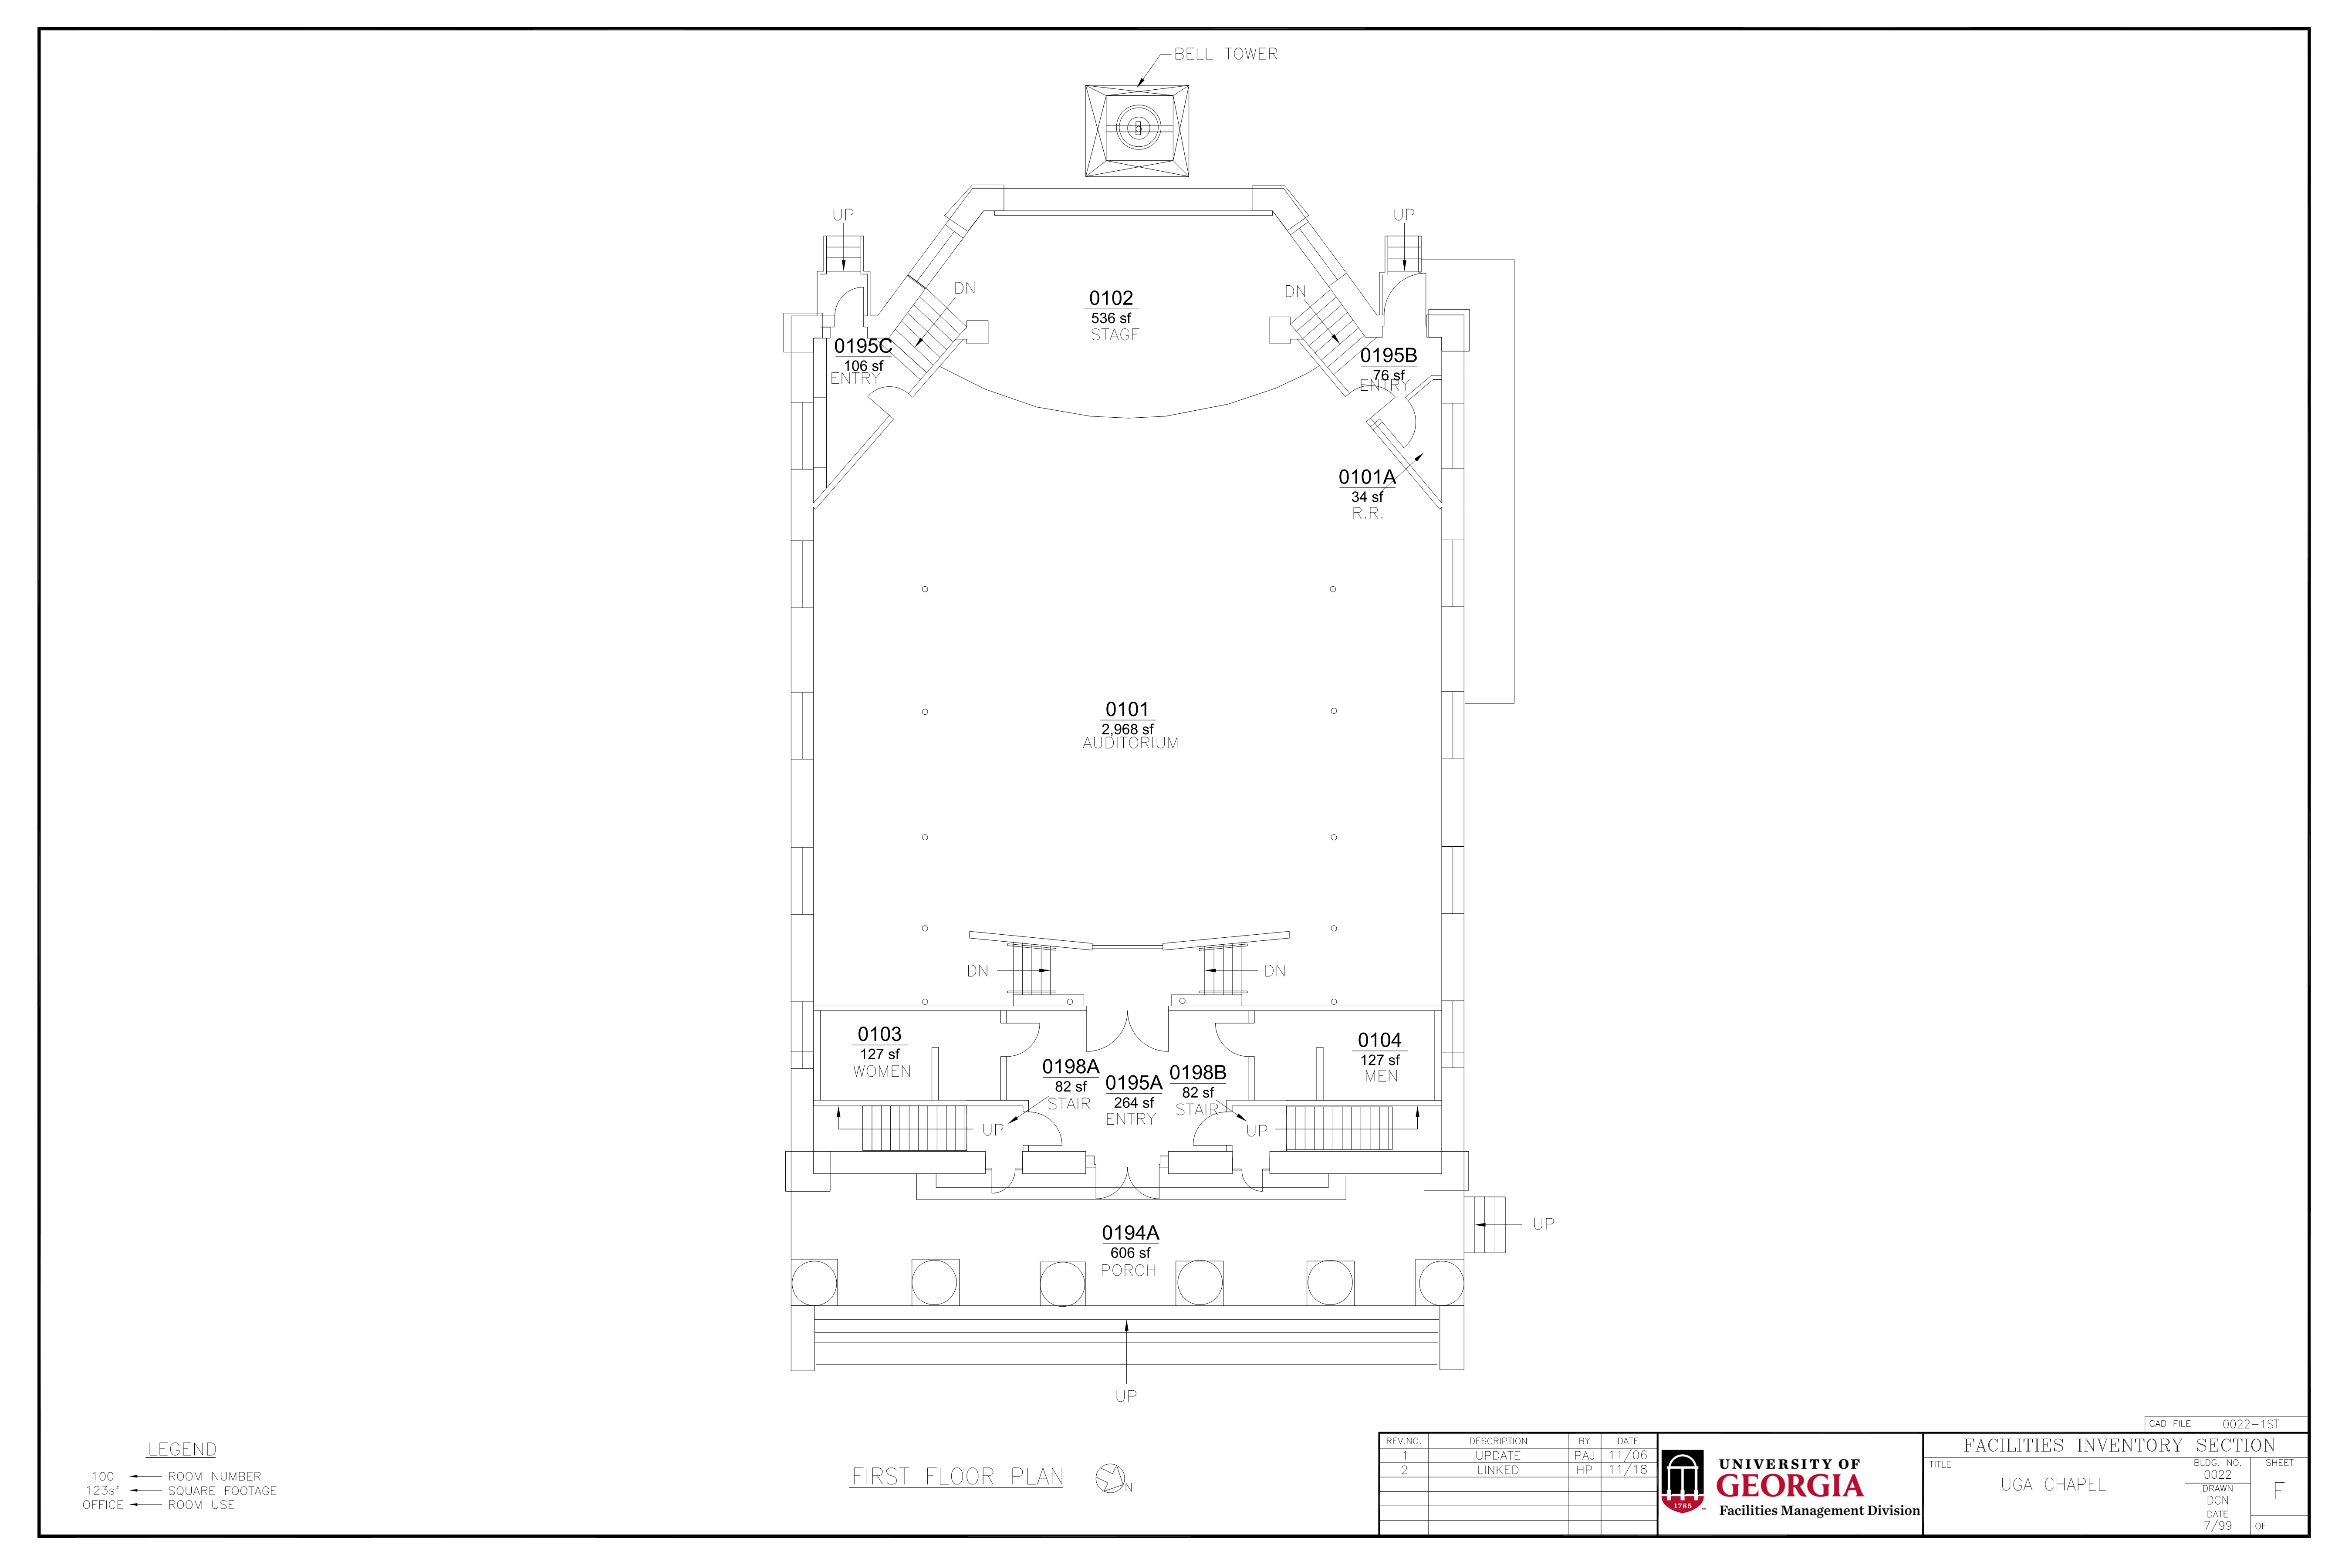 BELL TOWER
UP
UP
DN
DN
0102
536 sf
STAGE
0195C
106 sf
ENTRY
0195B
76 sf
ENTRY
0101A
34 sf
R.R.
0101
2,968 sf
AUDITORIUM
DN
DN
0103
127 sf
WOMEN
0104
127 sf
MEN
0198A
82 sf
STAIR
0195A
264 sf
ENTRY
0198B
82 sf
STAIR
UP
UP
0194A
606 sf
PORCH
UP
UP
LEGEND
100 ROOM NUMBER
123sf SQUARE FOOTAGE
OFFICE ROOM USE
FIRST FLOOR PLAN
N
CAD FILE 0022-1ST
REV.NO. DESCRIPTION BY DATE
1 UPDATE PAJ 11/06
2 LINKED HP 11/18
1785
UNIVERSITY OF
GEORGIA
Facilities Management Division
FACILITIES INVENTORY SECTION
TITLE
UGA CHAPEL
BLDG. NO.
0022
DRAWN
DCN
DATE
7/99
SHEET
F
OF